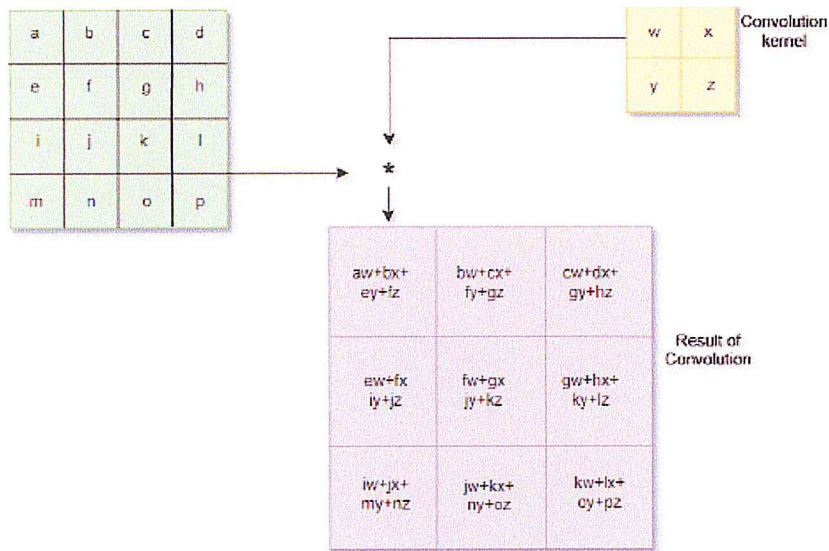 a b c d
e f g h
i j k l
m n o p
w x
y z
Convolution
kernel
*
aw+bx+
ey+fz
bw+cx+
fy+gz
cw+dx+
gy+hz
ew+fx
iy+jz
fw+gx
jy+kz
gw+hx+
ky+lz
iw+jx+
my+nz
jw+kx+
ny+oz
kw+lx+
oy+pz
Result of
Convolution